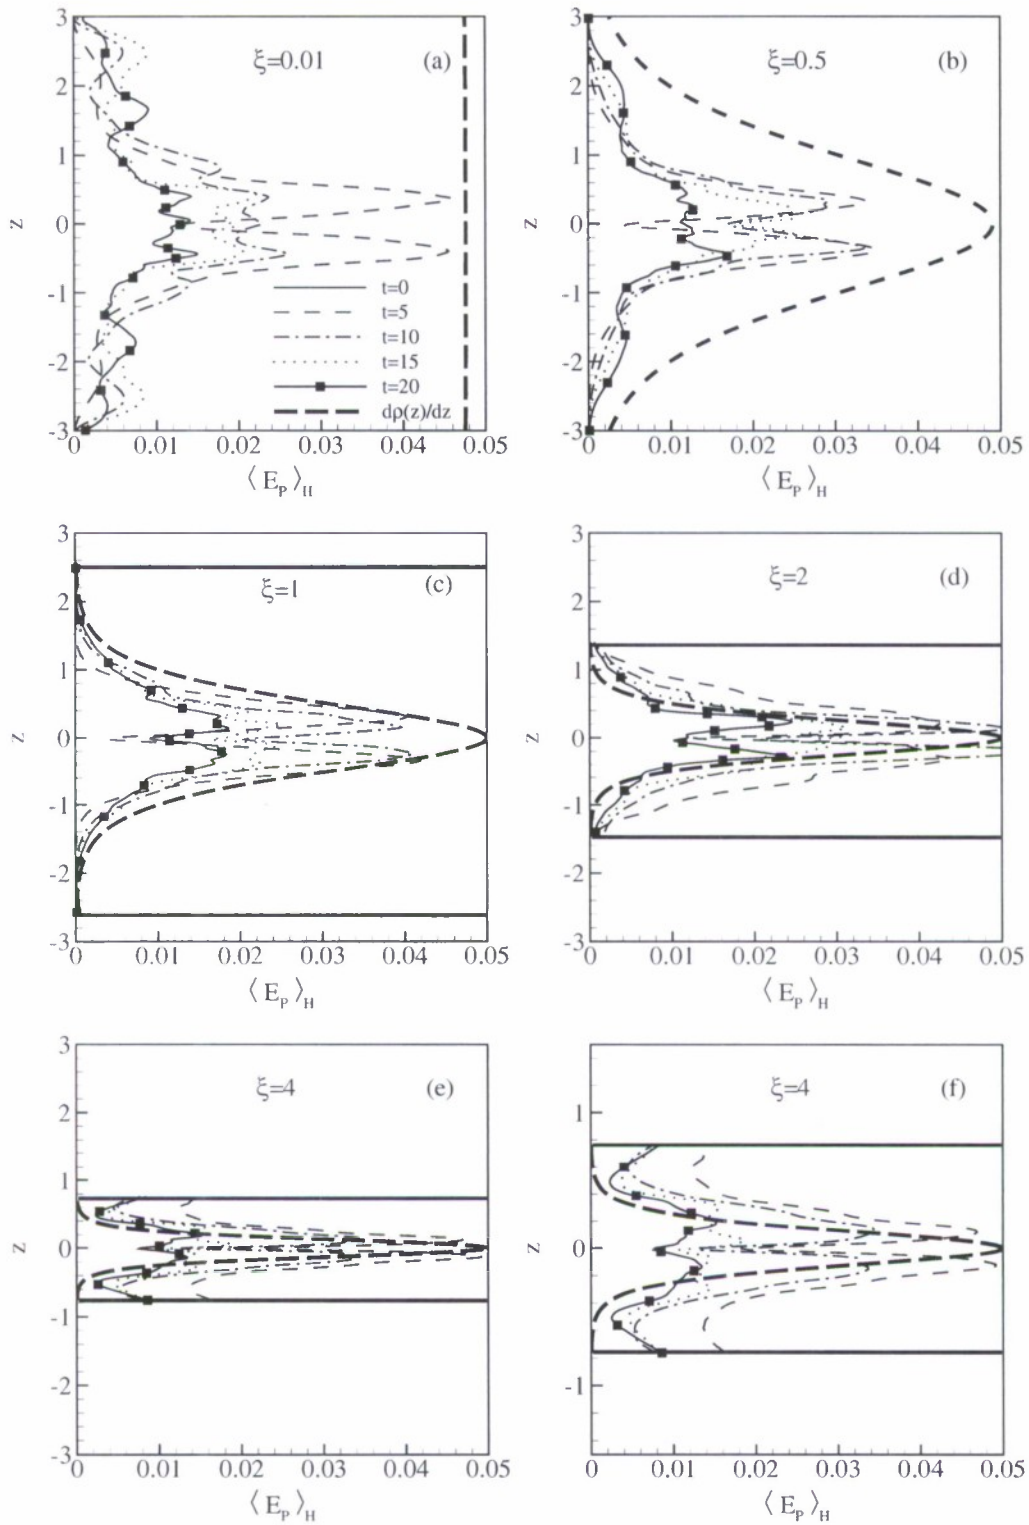 3
2
1
0
-1
-2
-3
Z
ξ=0.01
(a)
t=0
t=5
t=10
t=15
t=20
dρ(z)/dz
0 0.01 0.02 0.03 0.04 0.05
⟨ E_P ⟩_H
3
2
1
0
-1
-2
-3
Z
ξ=0.5
(b)
0 0.01 0.02 0.03 0.04 0.05
⟨ E_P ⟩_H
3
2
1
0
-1
-2
-3
Z
ξ=1
(c)
0 0.01 0.02 0.03 0.04 0.05
⟨ E_P ⟩_H
3
2
1
0
-1
-2
-3
Z
ξ=2
(d)
0 0.01 0.02 0.03 0.04 0.05
⟨ E_P ⟩_H
3
2
1
0
-1
-2
-3
Z
ξ=4
(e)
0 0.01 0.02 0.03 0.04 0.05
⟨ E_P ⟩_H
1
0
-1
Z
ξ=4
(f)
0 0.01 0.02 0.03 0.04 0.05
⟨ E_P ⟩_H